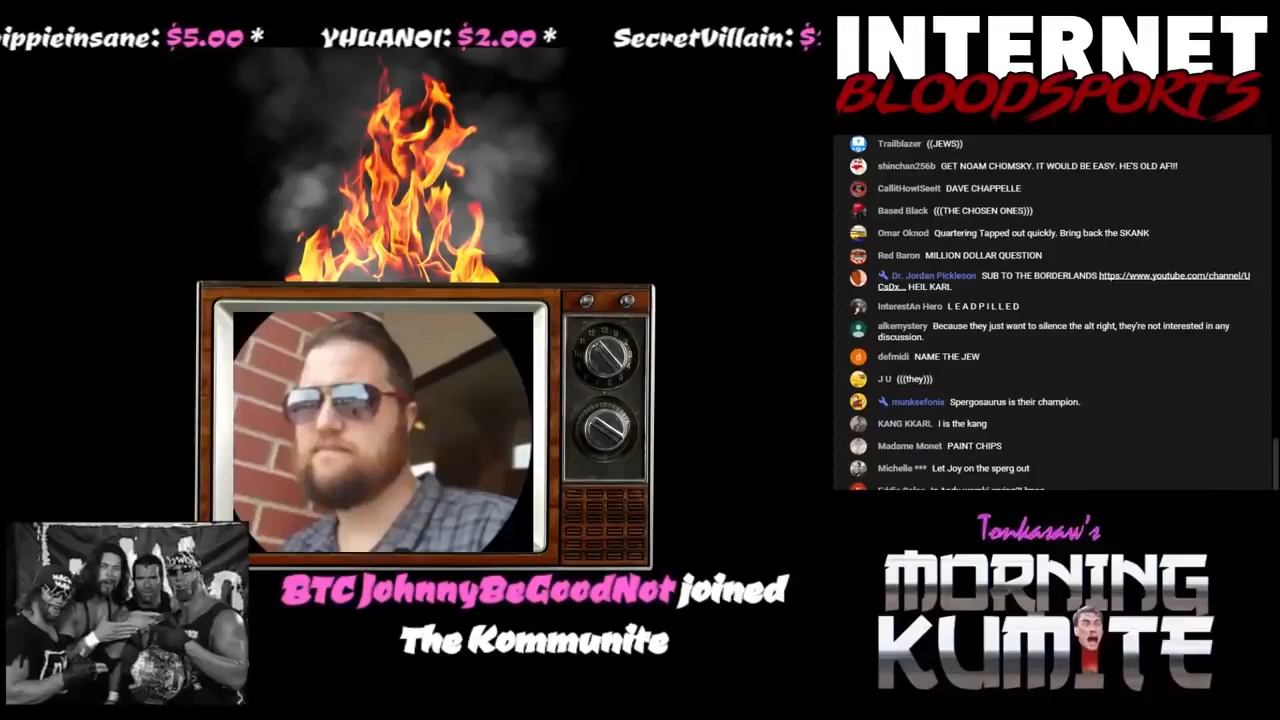 ippieinsane: $5.00 * YHUANOI: $2.00 * SecretVillain: $
INTERNET
BLOODSPORTS
Trailblazer ((JEWS))
shinchan256b GET NOAM CHOMSKY. IT WOULD BE EASY. HE'S OLD AF!!!
CallitHowISeeIt DAVE CHAPPELLE
Based Black (((THE CHOSEN ONES)))
Omar Oknod Quartering Tapped out quickly. Bring back the SKANK
Red Baron MILLION DOLLAR QUESTION
Dr. Jordan Pickleson SUB TO THE BORDERLANDS https://www.youtube.com/channel/U
CsDx... HEIL KARL
InterestAn Hero L E A D P I L L E D
alkemystery Because they just want to silence the alt right, they're not interested in any
discussion.
defmidi NAME THE JEW
J U (((they)))
munkeefonix Spergosaurus is their champion.
KANG KKARL I is the kang
Madame Monet PAINT CHIPS
Michelle *** Let Joy on the sperg out
BTC JohnnyBeGoodNot joined
The Kommunite
Tonkasaw's
MORNING
KUMITE